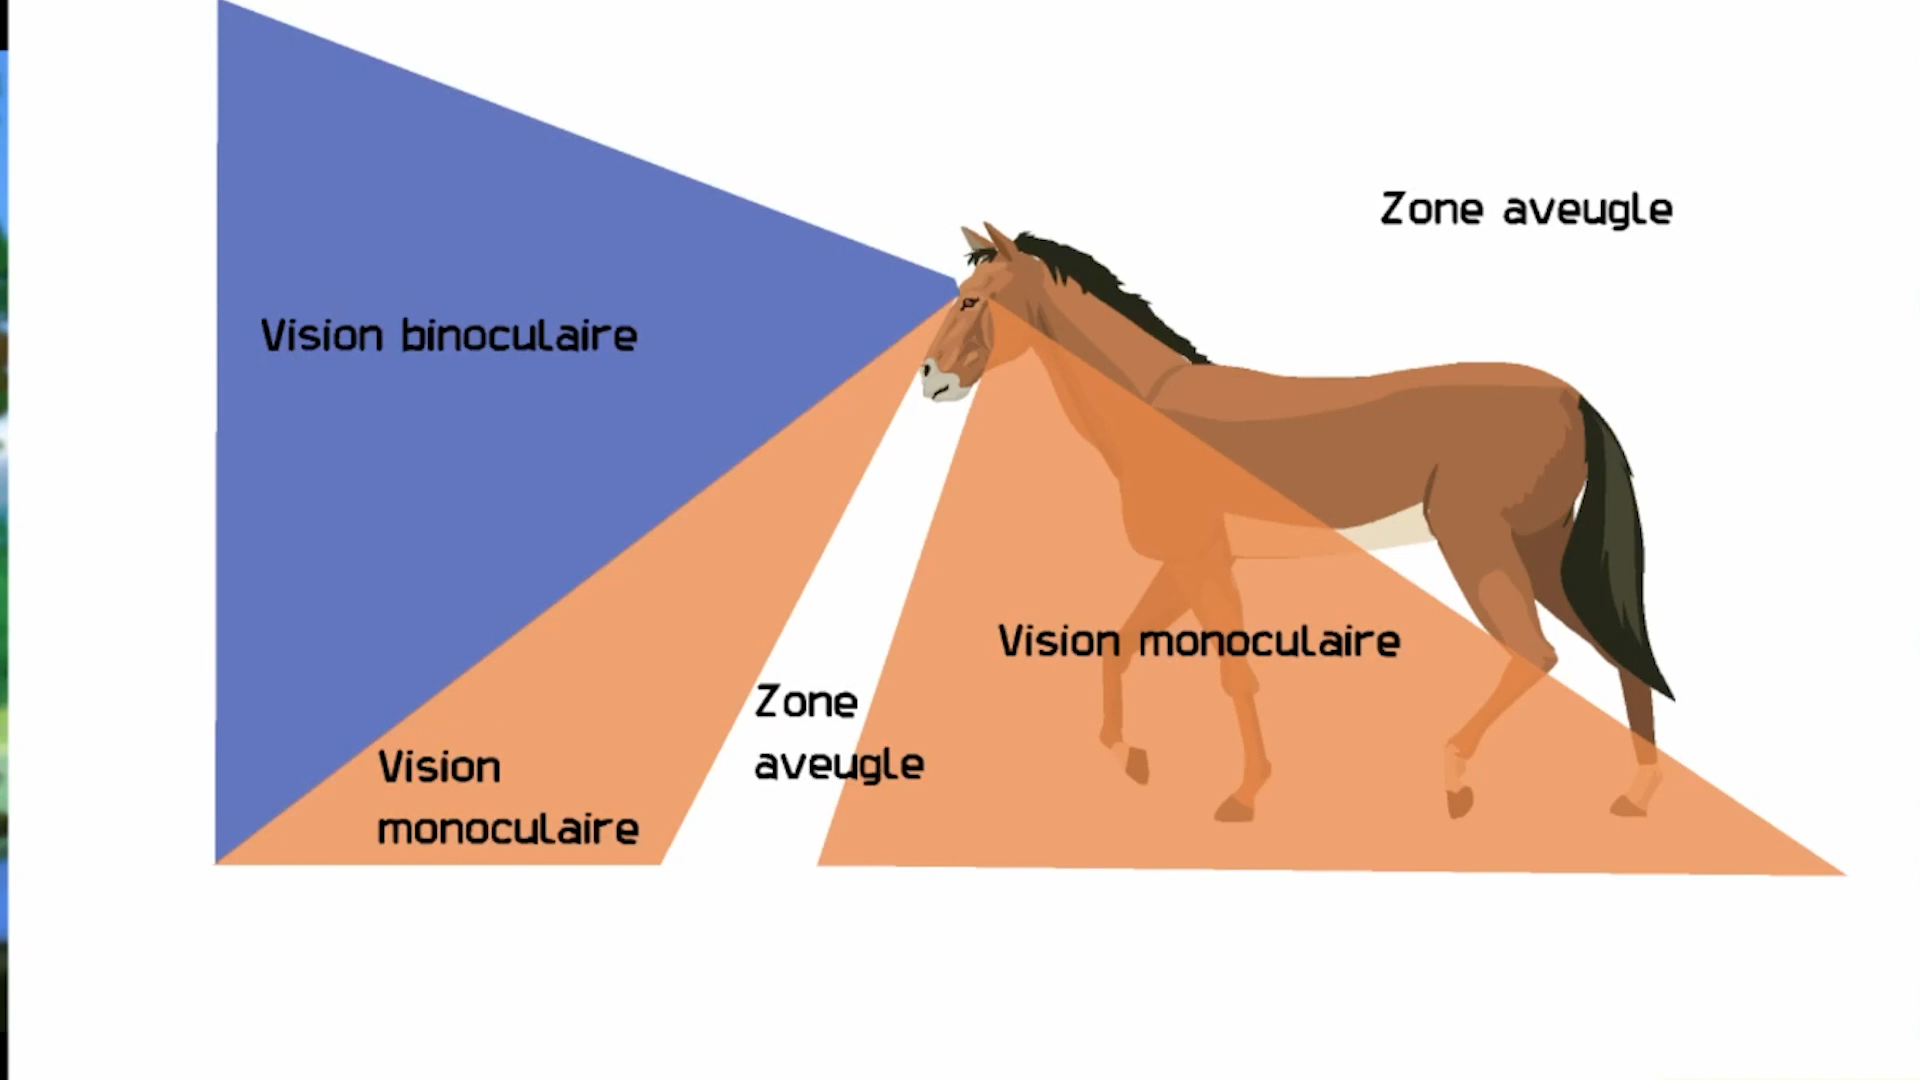 Zone aveugle
Vision binoculaire
Vision monoculaire
Zone
aveugle
Vision
monoculaire